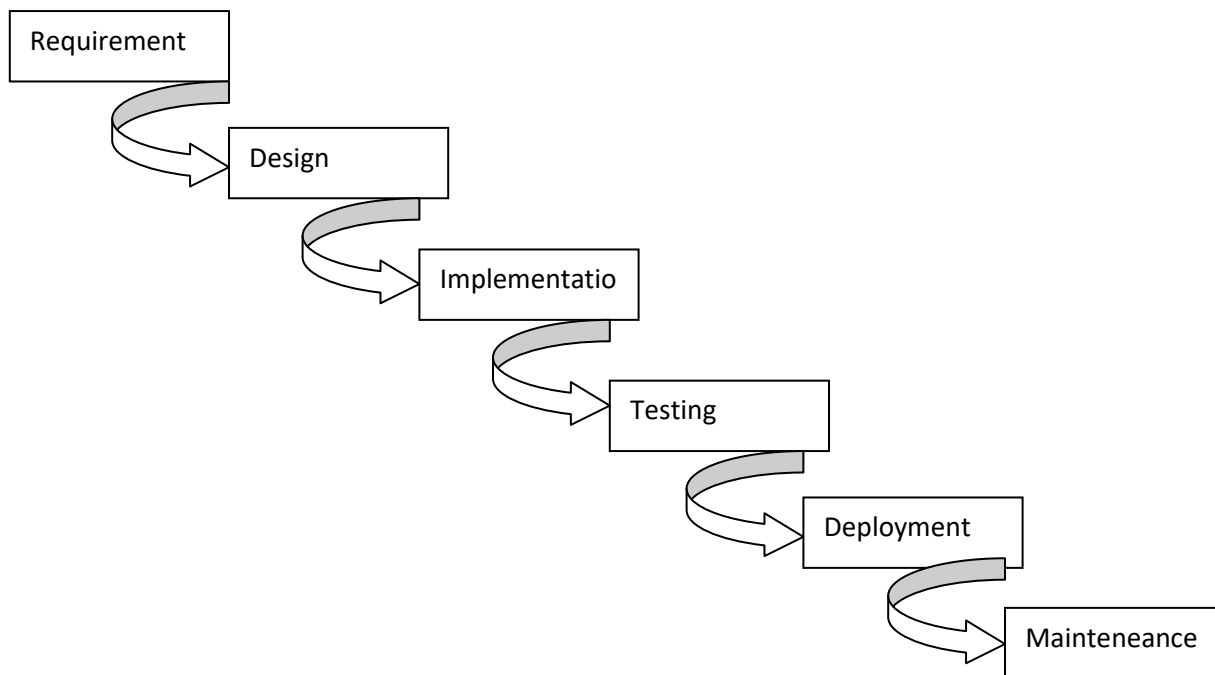 Requirement
Design
Implementatio
Testing
Deployment
Mainteneance